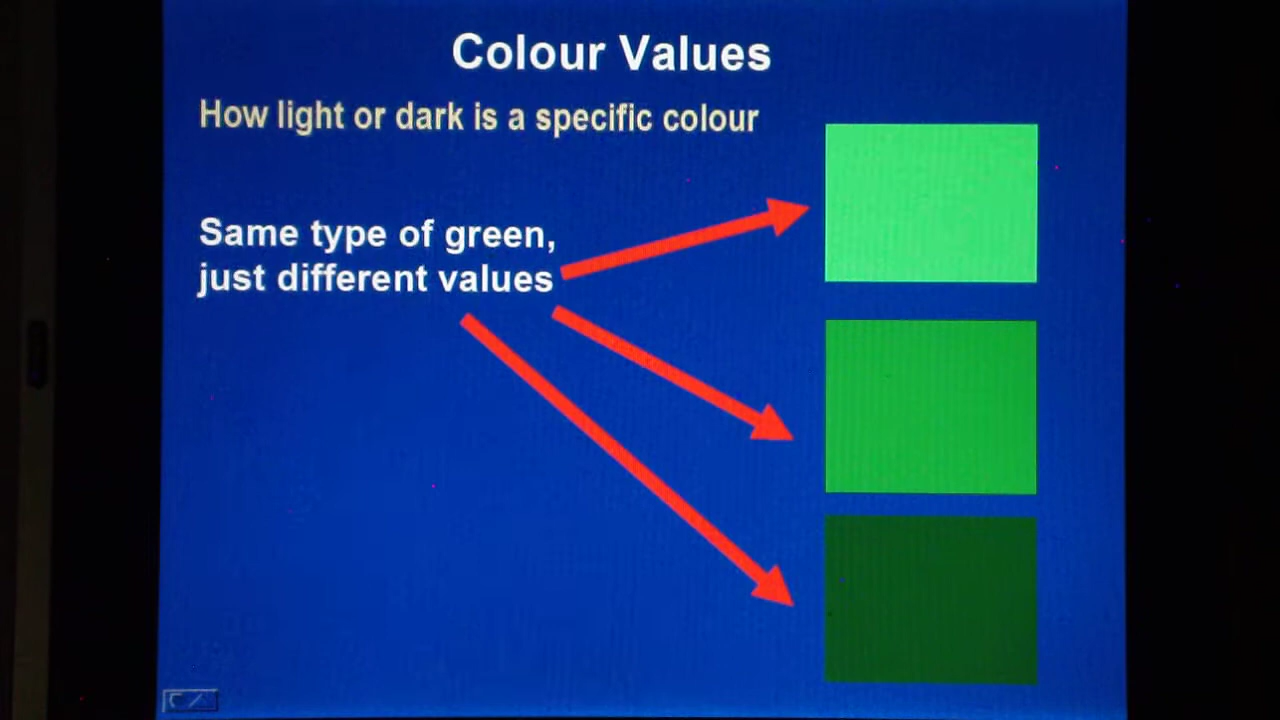 Colour Values
How light or dark is a specific colour
Same type of green,
just different values